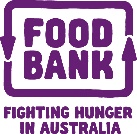 FOOD
BANK
FIGHTING HUNGER
IN AUSTRALIA